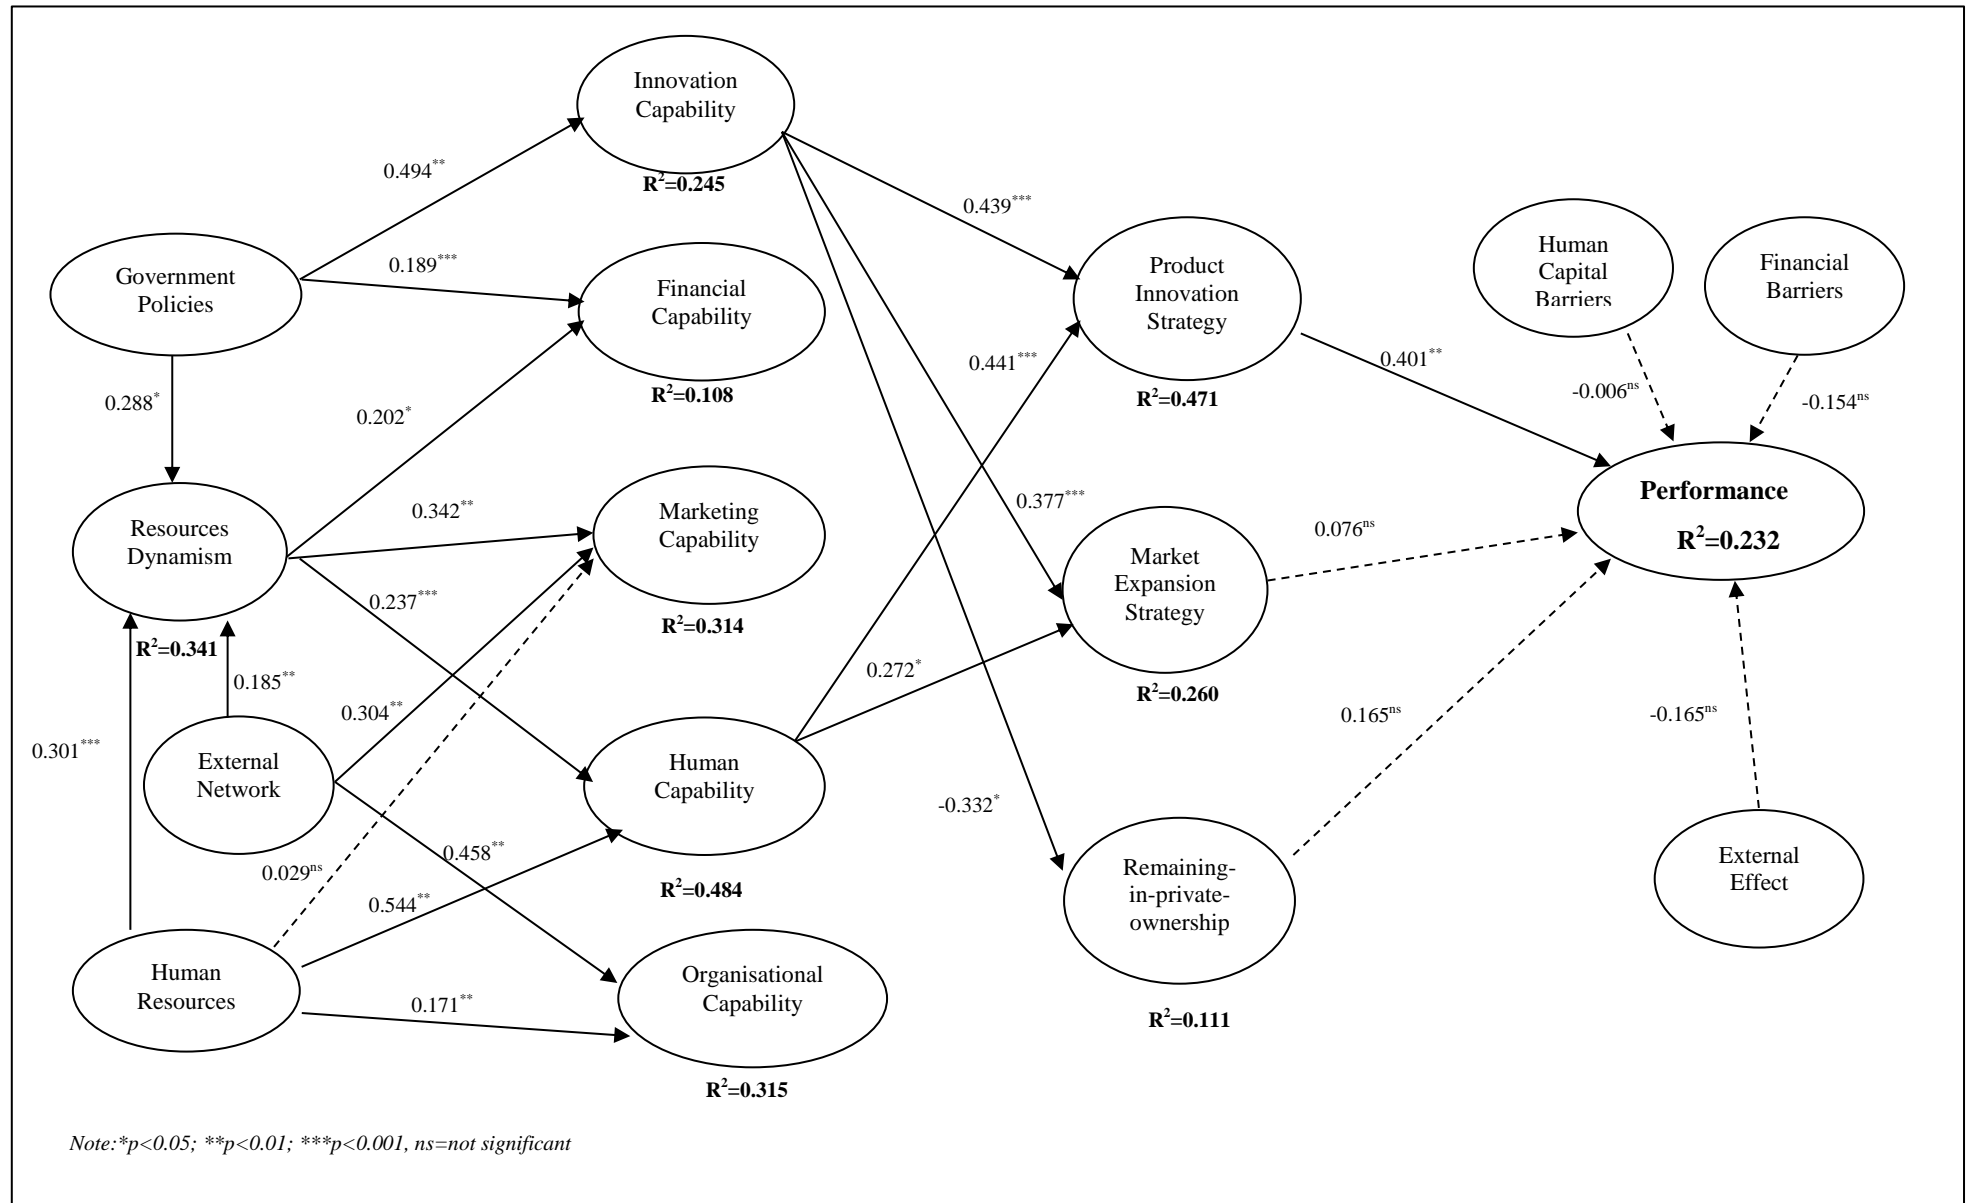 Innovation
Capability
R²=0.245
0.494**
0.439***
Government
Policies
0.189***
Financial
Capability
R²=0.108
Product
Innovation
Strategy
R²=0.471
Human
Capital
Barriers
Financial
Barriers
0.288*
0.202*
0.441***
0.401**
-0.006ns
-0.154ns
Resources
Dynamism
R²=0.341
0.342**
Marketing
Capability
R²=0.314
0.377***
Performance
R²=0.232
0.237***
Market
Expansion
Strategy
R²=0.260
0.076ns
0.185**
0.304**
0.272*
0.165ns
-0.165ns
0.301***
External
Network
Human
Capability
R²=0.484
-0.332*
0.029ns
0.458**
0.544**
Remaining-
in-private-
ownership
R²=0.111
External
Effect
Human
Resources
0.171**
Organisational
Capability
R²=0.315
Note:*p<0.05; **p<0.01; ***p<0.001, ns=not significant